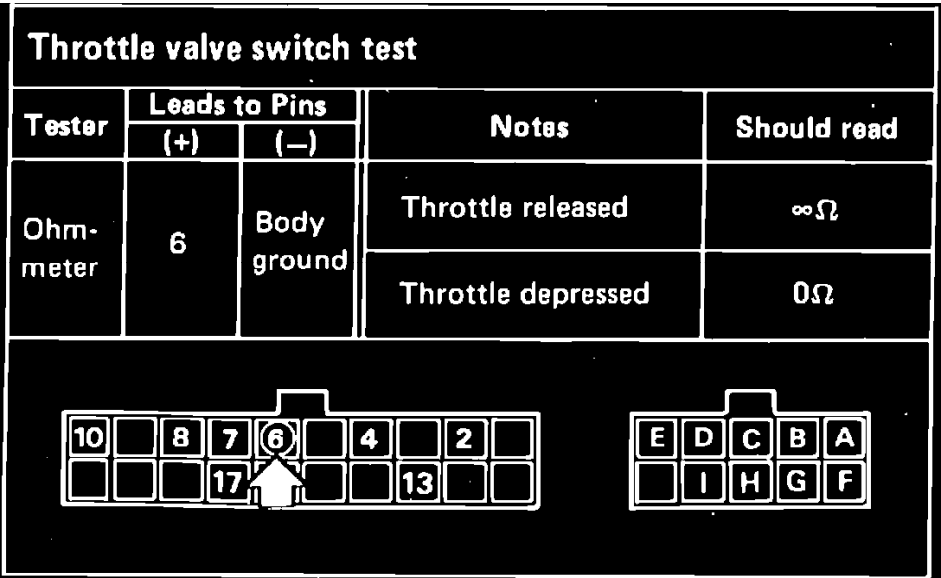 Throttle valve switch test
Tester
Leads to Pins
(+)
(—)
Notes
Should read
Ohm-
meter
6
Body
ground
Throttle released
∞Ω
Throttle depressed
0Ω
10 8 7 6 4 2
17 13
E D C B A
I H G F